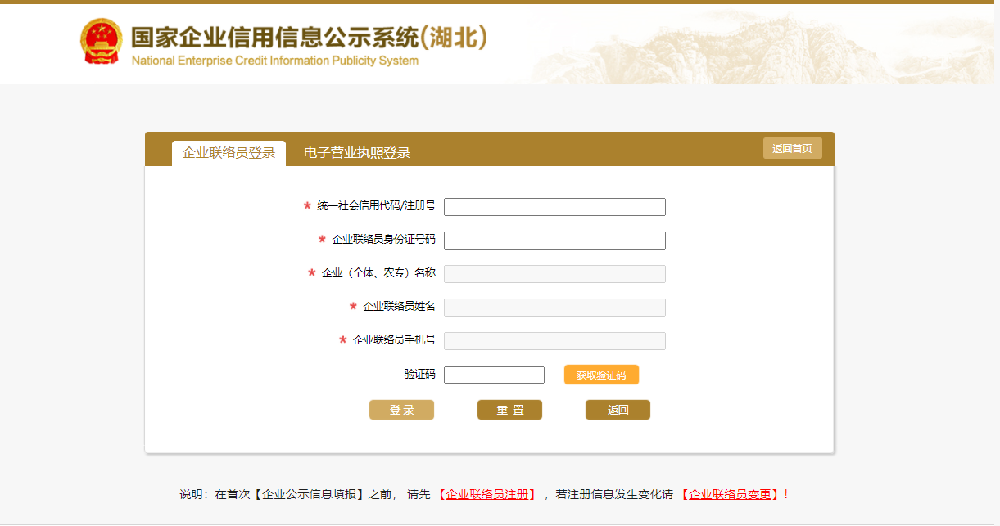 国家企业信用信息公示系统(湖北)
National Enterprise Credit Information Publicity System
企业联络员登录 电子营业执照登录 返回首页
* 统一社会信用代码/注册号
* 企业联络员身份证号码
* 企业（个体、农专）名称
* 企业联络员姓名
* 企业联络员手机号
验证码 获取验证码
登 录 重 置 返回
说明：在首次【企业公示信息填报】之前， 请先 【企业联络员注册】 ，若注册信息发生变化请 【企业联络员变更】！